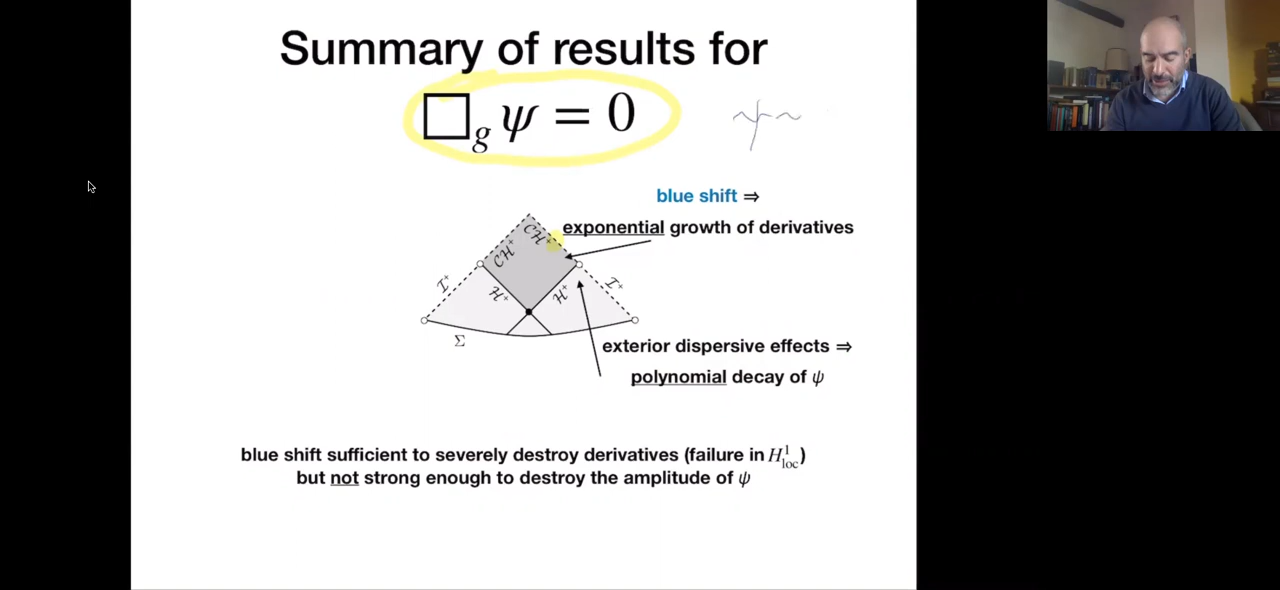 Summary of results for
□_g ψ = 0
~ψ~
blue shift ⇒
exponential growth of derivatives
CH⁺ CH⁺
I⁺ H⁺ H⁺ I⁺
Σ
exterior dispersive effects ⇒
polynomial decay of ψ
blue shift sufficient to severely destroy derivatives (failure in H¹_loc)
but not strong enough to destroy the amplitude of ψ